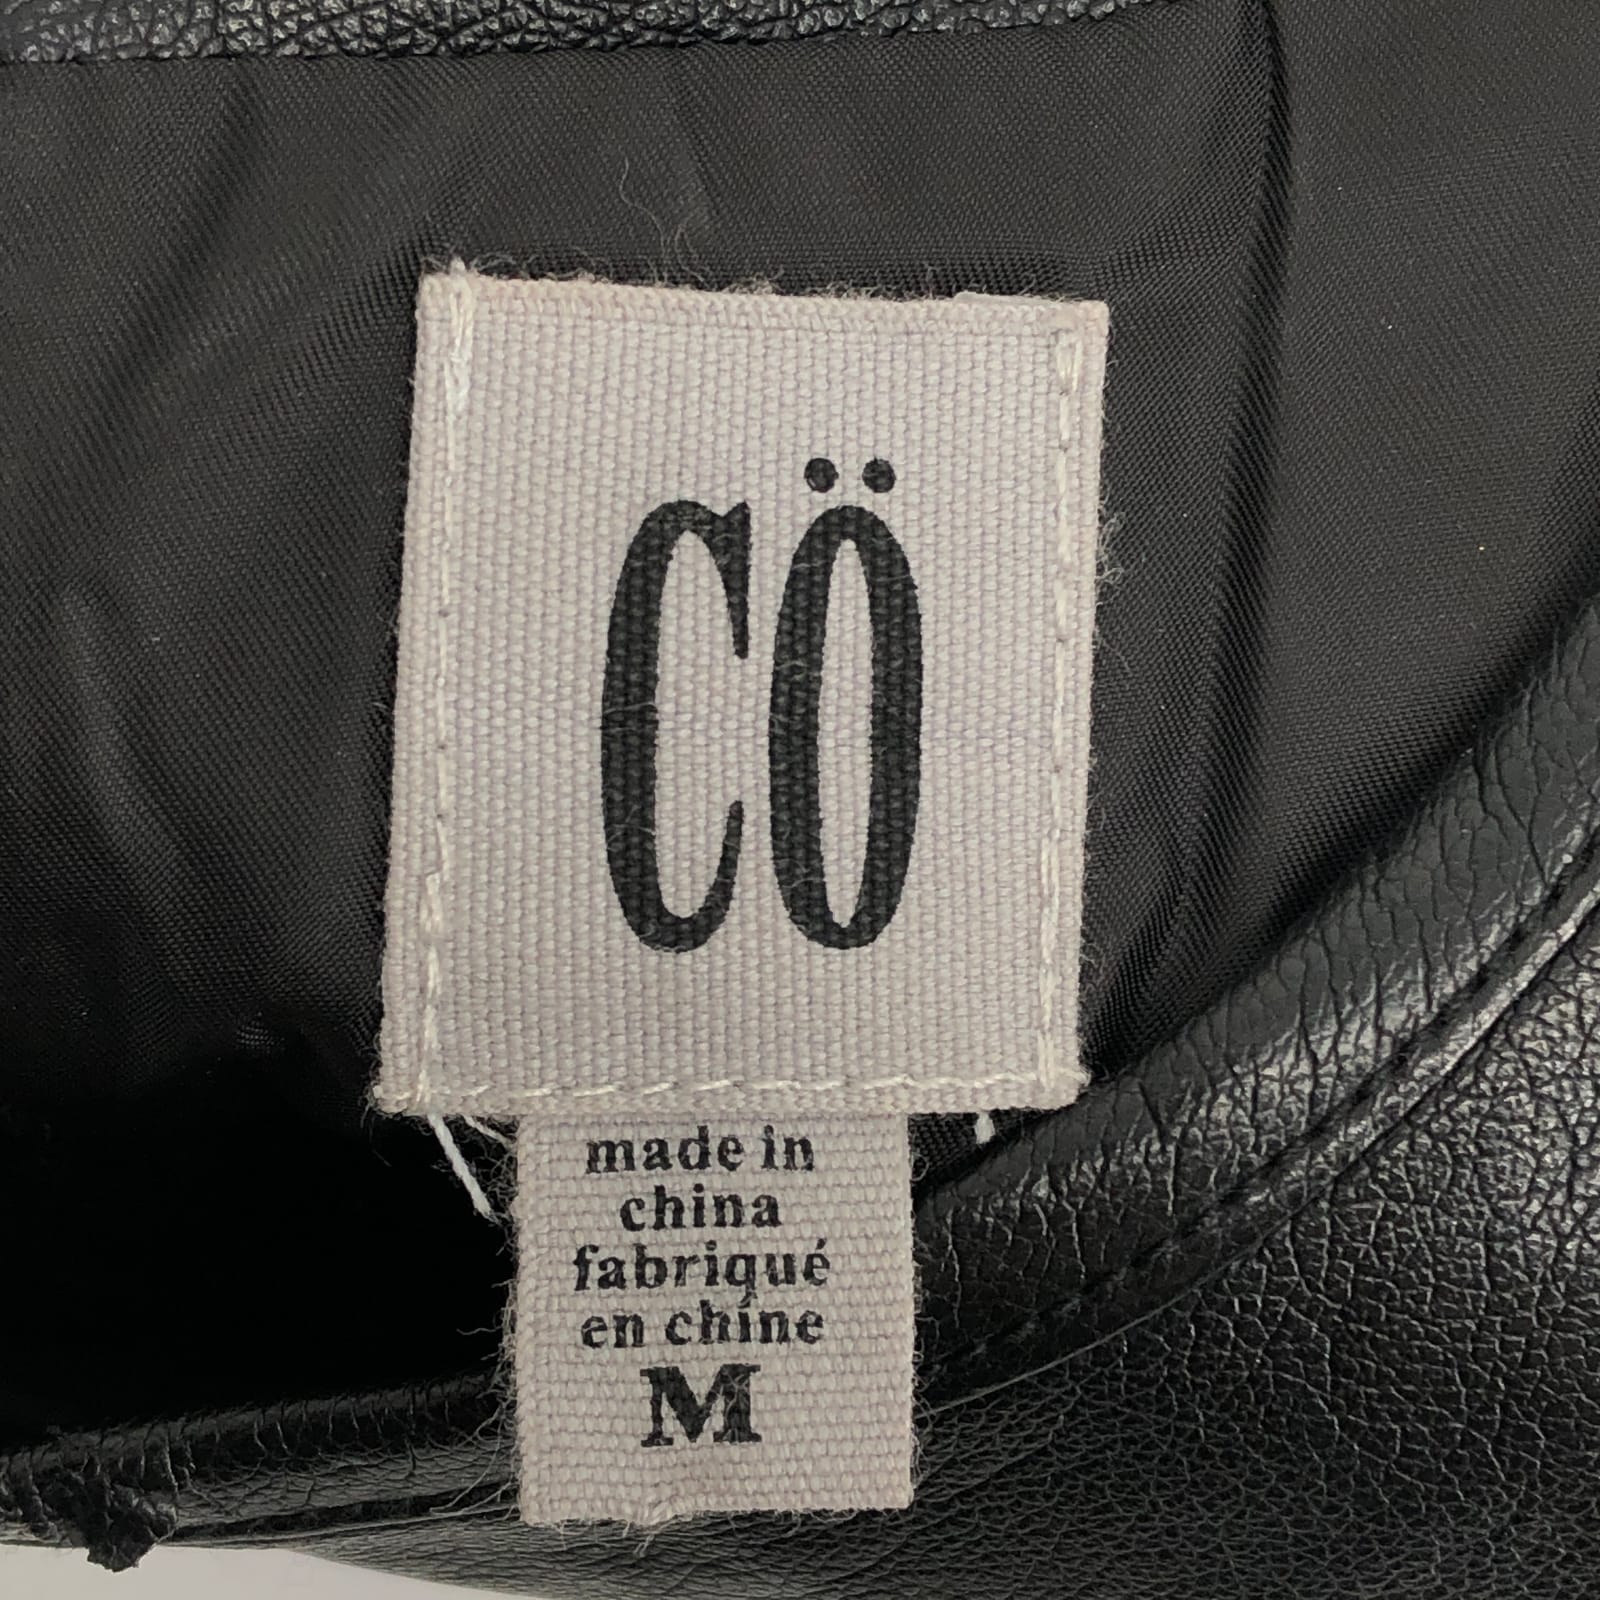 CÖ
made in
china
fabriqué
en chine
M